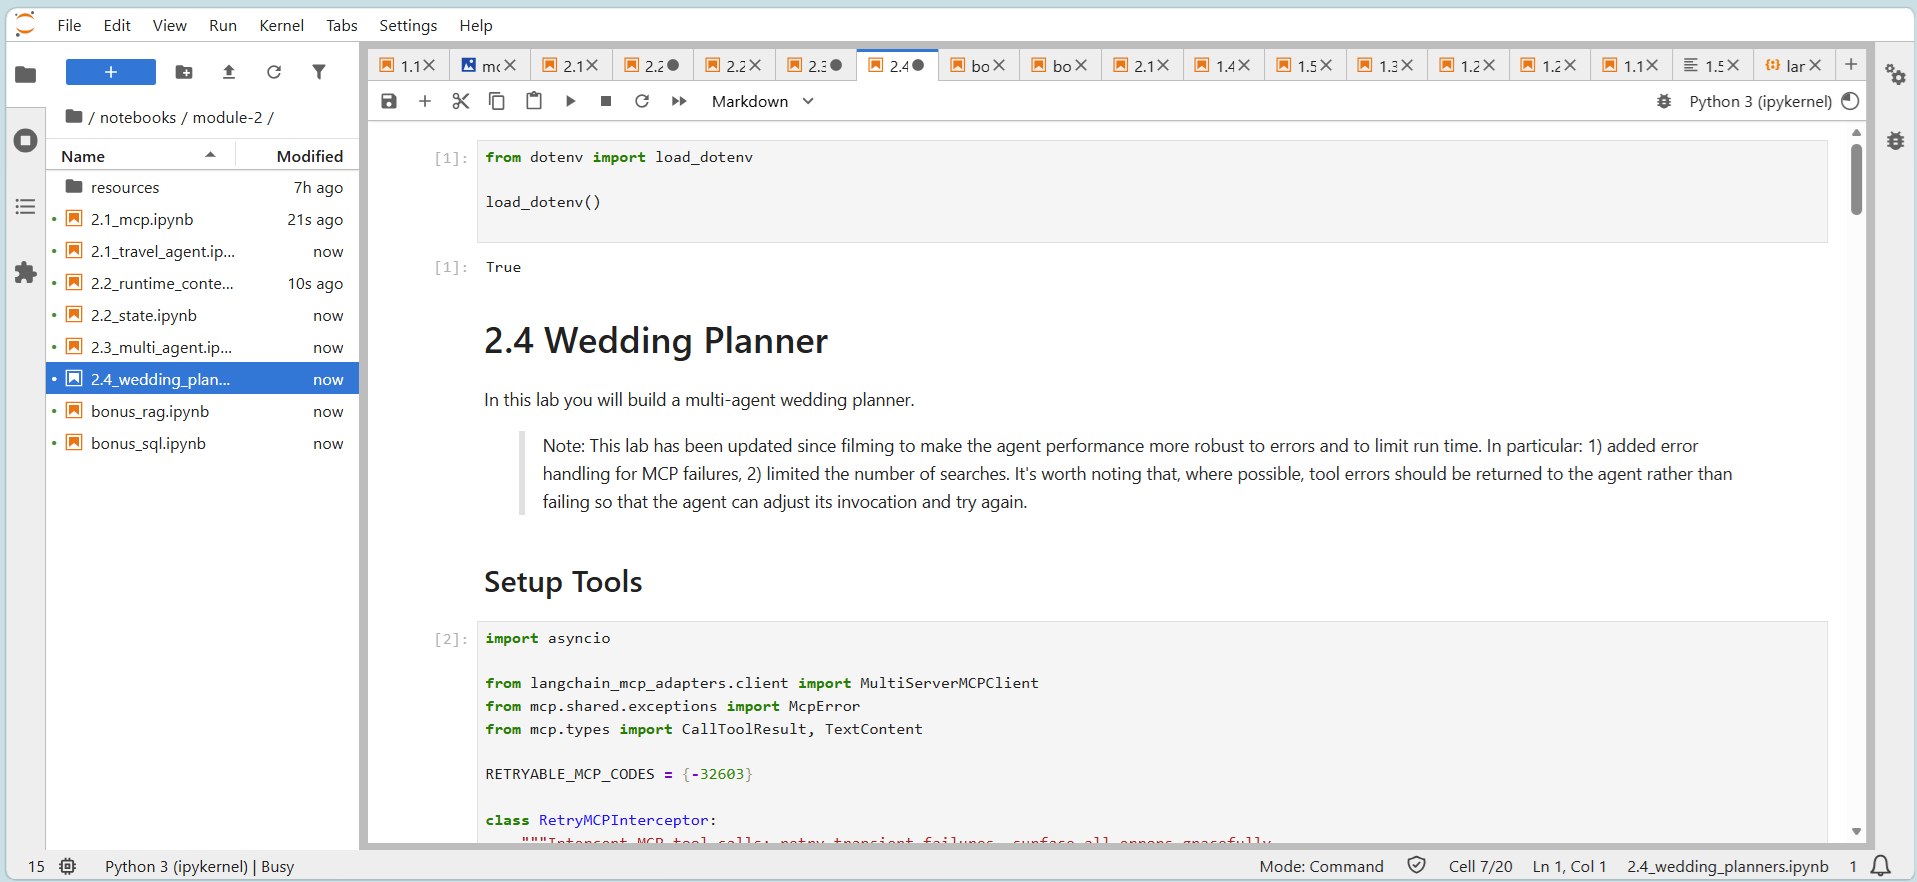 File Edit View Run Kernel Tabs Settings Help
1.1 mc 2.1 2.2 2.2 2.3 2.4 bo bo 2.1 1.4 1.5 1.3 1.2 1.2 1.1 1.5 lar
Markdown Python 3 (ipykernel)
/ notebooks / module-2 /
Name Modified
resources 7h ago
2.1_mcp.ipynb 21s ago
2.1_travel_agent.ip... now
2.2_runtime_conte... 10s ago
2.2_state.ipynb now
2.3_multi_agent.ip... now
2.4_wedding_plan... now
bonus_rag.ipynb now
bonus_sql.ipynb now
[1]: from dotenv import load_dotenv
load_dotenv()
[1]: True
2.4 Wedding Planner
In this lab you will build a multi-agent wedding planner.
Note: This lab has been updated since filming to make the agent performance more robust to errors and to limit run time. In particular: 1) added error
handling for MCP failures, 2) limited the number of searches. It's worth noting that, where possible, tool errors should be returned to the agent rather than
failing so that the agent can adjust its invocation and try again.
Setup Tools
[2]: import asyncio
from langchain_mcp_adapters.client import MultiServerMCPClient
from mcp.shared.exceptions import McpError
from mcp.types import CallToolResult, TextContent
RETRYABLE_MCP_CODES = {-32603}
class RetryMCPInterceptor:
"""Intercept MCP tool calls: retry transient failures, surface all errors gracefully
15 Python 3 (ipykernel) | Busy Mode: Command Cell 7/20 Ln 1, Col 1 2.4_wedding_planners.ipynb 1